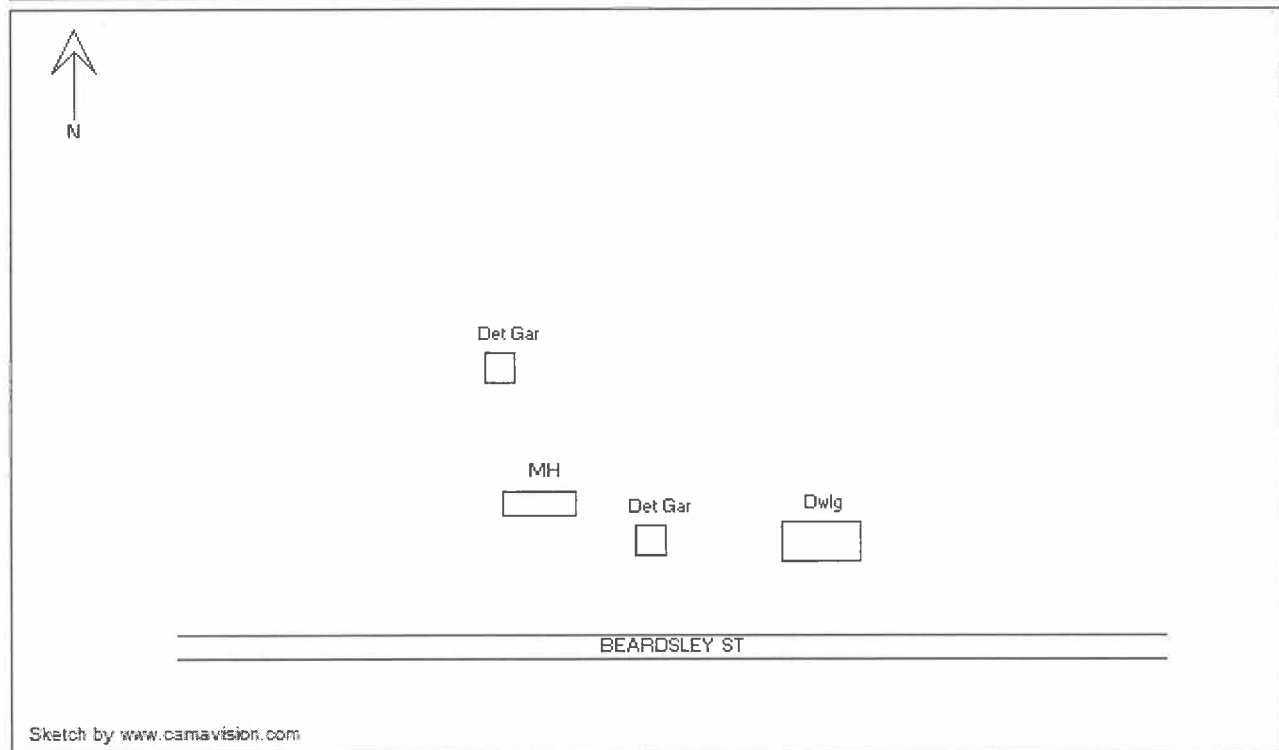 N
Det Gar
MH
Det Gar
Dwlg
BEARDSLEY ST
Sketch by www.camavision.com